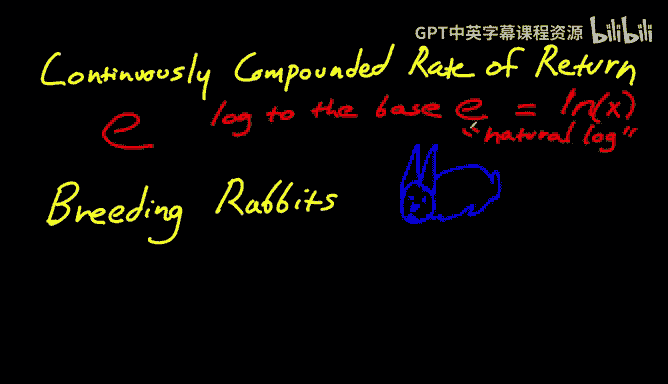 GPT中英字幕课程资源 bilibili
Continuously Compounded Rate of Return
e log to the base e = ln(x)
"natural log"
Breeding Rabbits